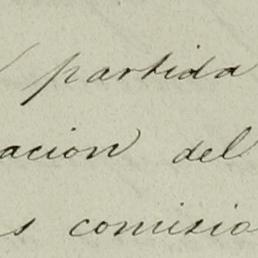 partida
acion del
s comisio